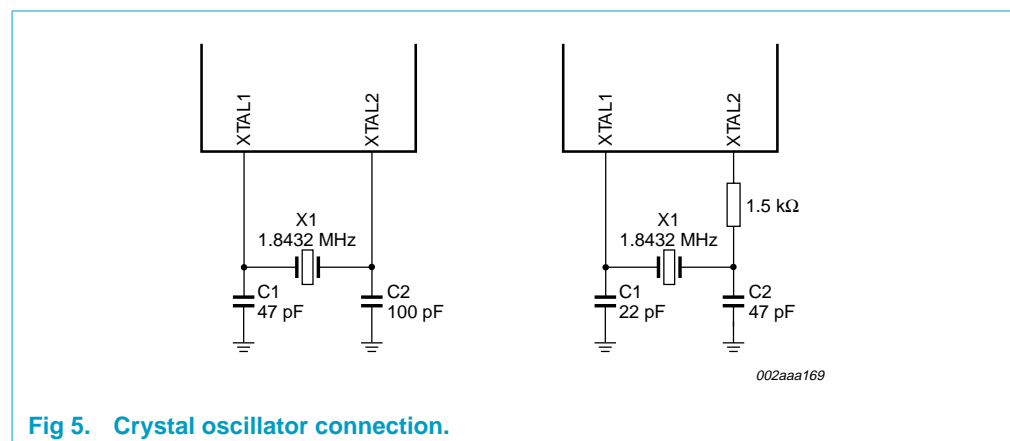 XTAL1
XTAL2
X1
1.8432 MHz
C1
47 pF
C2
100 pF
XTAL1
XTAL2
1.5 kΩ
X1
1.8432 MHz
C1
22 pF
C2
47 pF
002aaa169
Fig 5. Crystal oscillator connection.